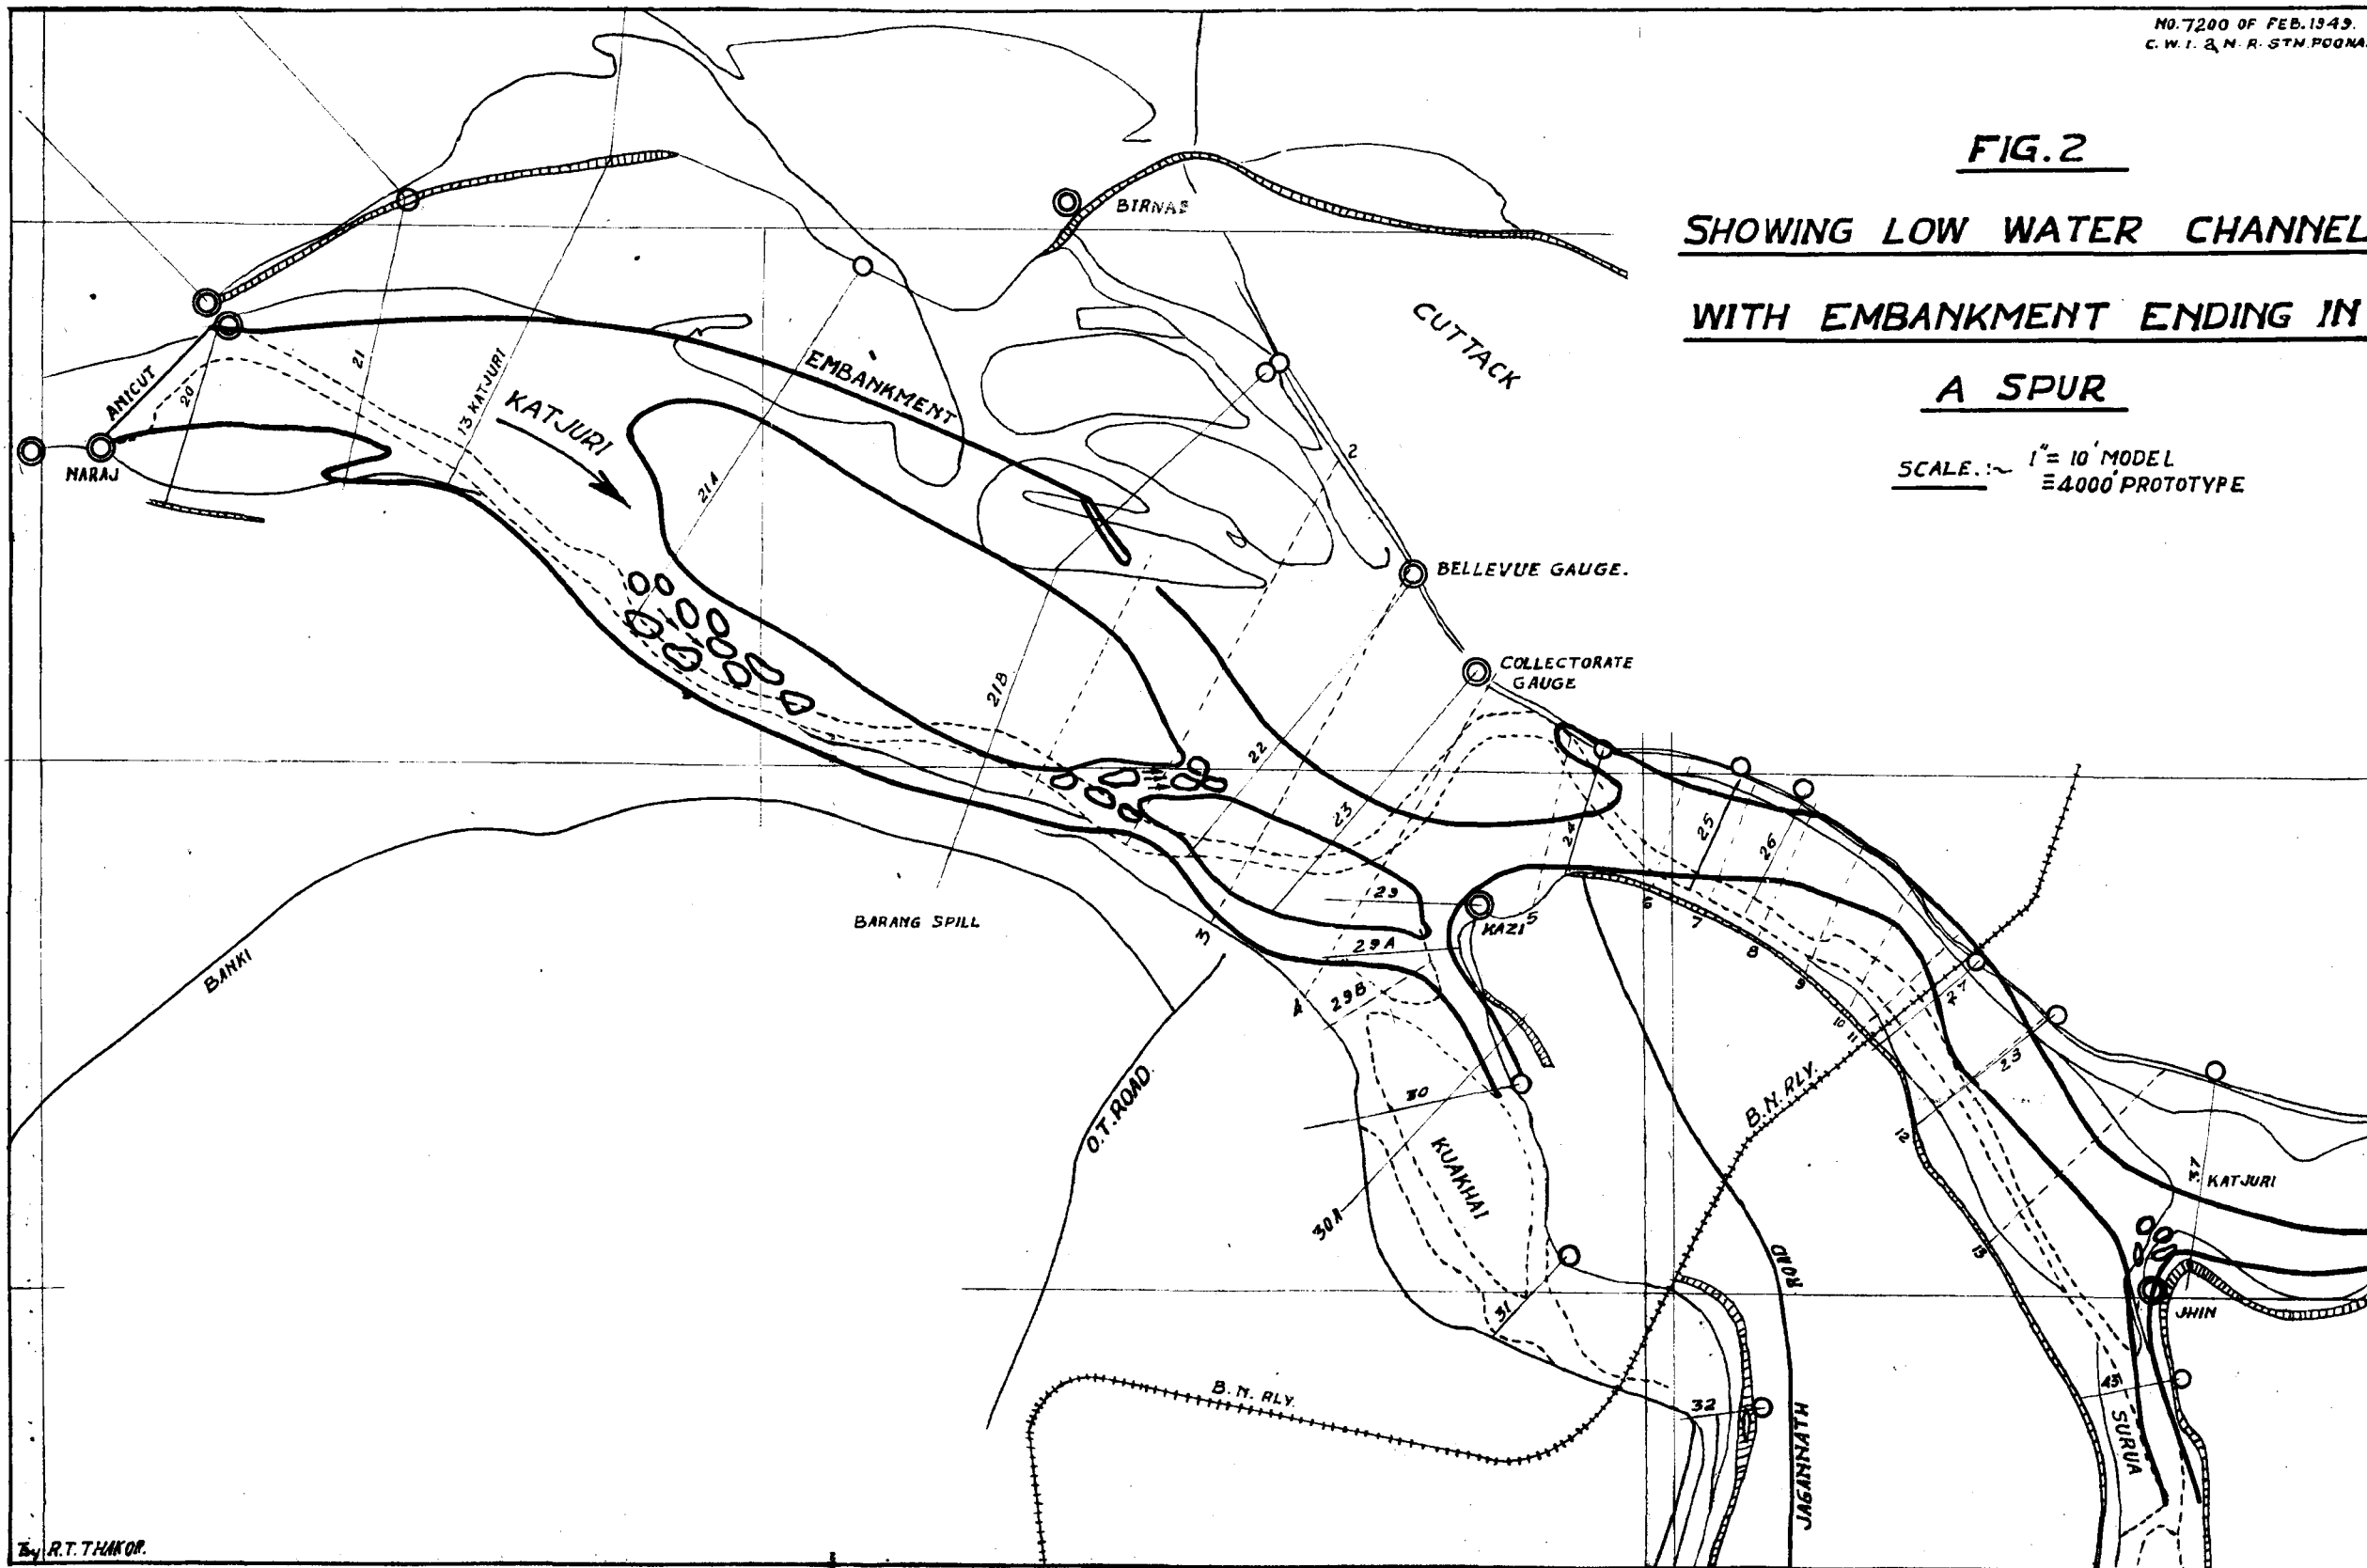 NO. 7200 OF FEB. 1949.
C. W. I. & N. R. STN. POONA.
FIG. 2
SHOWING LOW WATER CHANNEL
WITH EMBANKMENT ENDING IN
A SPUR
SCALE. :~ 1" = 10' MODEL
≡ 4000' PROTOTYPE
BIRNAS
CUTTACK
ANICUT
20
21
13 KATJURI
KATJURI
EMBANKMENT
NARAJ
21A
2
BELLEVUE GAUGE.
COLLECTORATE
GAUGE
21B
22
23
24
25
26
BARANG SPILL
BANKI
3
29
KAZI
5
6
7
8
9
10
11
29A
29B
4
27
23
12
13
O.T. ROAD
30
KUAKHAI
30A
B. N. RLY.
37
KATJURI
ROAD
31
JHIN
B. N. RLY.
32
JAGANNATH
43
SURUA
By R.T. THAKOR.